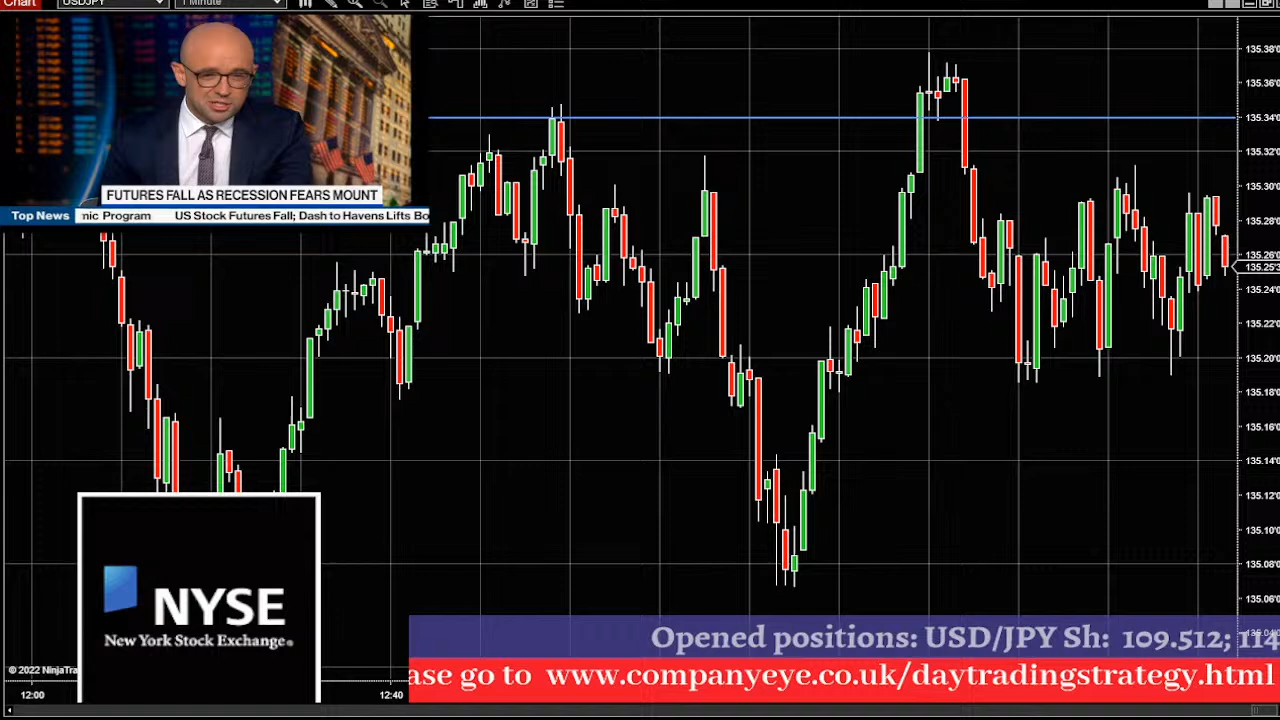 Chart
USDJPY
1 Minute
FUTURES FALL AS RECESSION FEARS MOUNT
Top News
mic Program US Stock Futures Fall; Dash to Havens Lifts Bo
135.38
135.36
135.34
135.32
135.30
135.28
135.26
135.25
135.24
135.22
135.20
135.18
135.16
135.14
135.12
135.10
135.08
135.06
NYSE
New York Stock Exchange®
Opened positions: USD/JPY Sh: 109.512; 114
ase go to www.companyeye.co.uk/daytradingstrategy.html
© 2022 NinjaTra
12:00
12:40